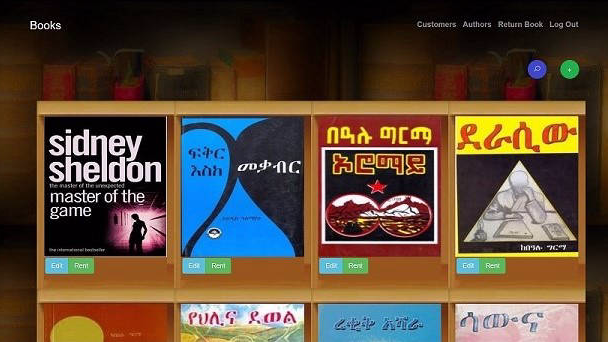 Books
Customers Authors Return Book Log Out
sidney
sheldon
the master of the unexpected
master of the
game
the international bestseller
ፍቅር
እስከ
መቃብር
በዓሉ ግርማ
ኦሮማይ
ደራሲው
ከበዓሉ ግርማ
Edit Rent
Edit Rent
Edit Rent
Edit Rent
የህሊና ደወል
ረቂቅ አሻራ
ሳውና